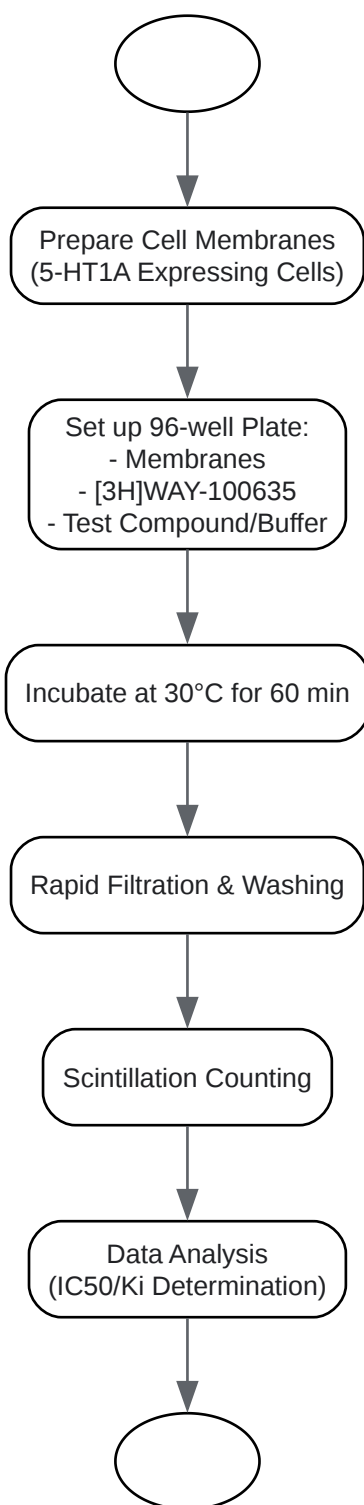 Prepare Cell Membranes
(5-HT1A Expressing Cells)
Set up 96-well Plate:
- Membranes
- [3H]WAY-100635
- Test Compound/Buffer
Incubate at 30°C for 60 min
Rapid Filtration & Washing
Scintillation Counting
Data Analysis
(IC50/Ki Determination)